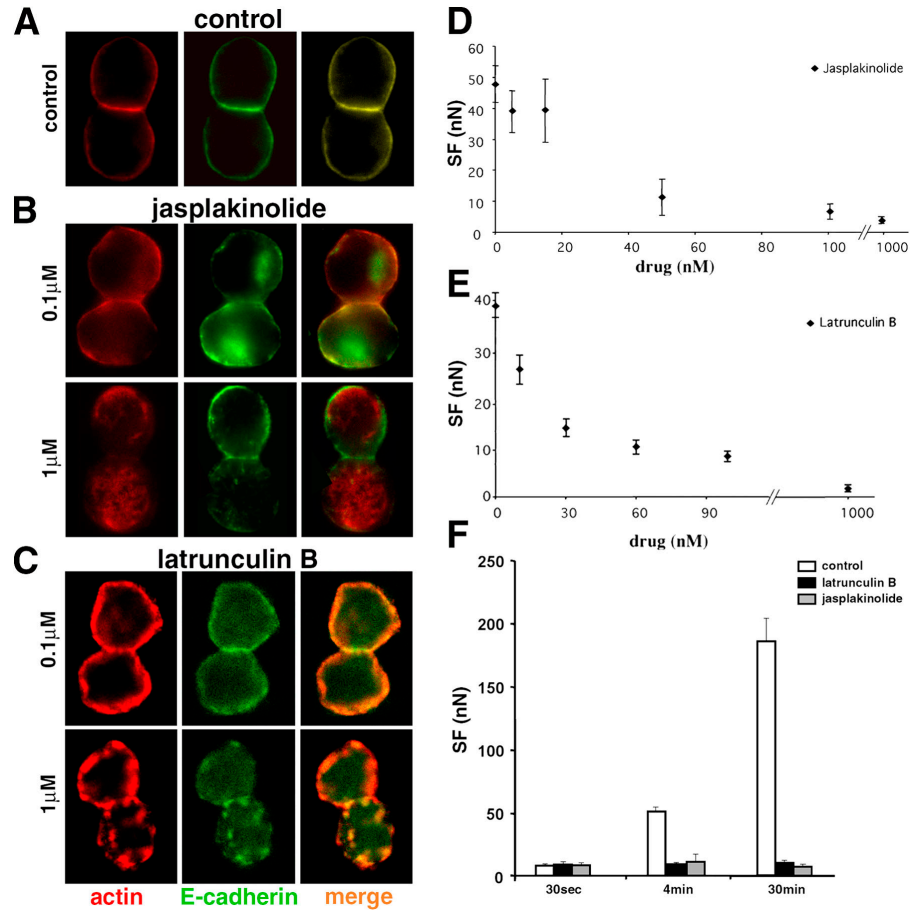 A
control
control
B
jasplakinolide
0.1µM
1µM
C
latrunculin B
0.1µM
1µM
actin
E-cadherin
merge
D
60
50
40
30
20
10
0
SF (nN)
Jasplakinolide
0 20 40 60 80 100 1000
drug (nM)
E
40
30
20
10
0
SF (nN)
Latrunculin B
0 30 60 90 1000
drug (nM)
F
250
200
150
100
50
0
SF (nN)
control
latrunculin B
jasplakinolide
30sec 4min 30min